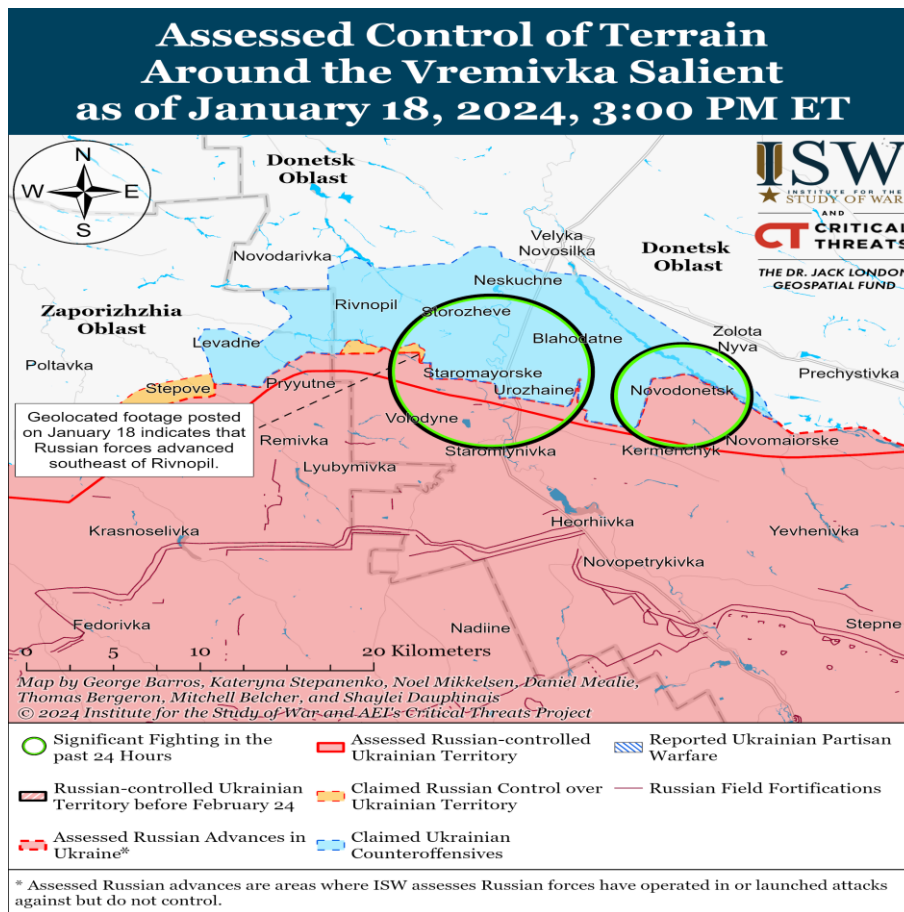 Assessed Control of Terrain
Around the Vremivka Salient
as of January 18, 2024, 3:00 PM ET
N
W
E
S
Donetsk
Oblast
ISW
INSTITUTE FOR THE
STUDY OF WAR
AND
CT CRITICAL
THREATS
THE DR. JACK LONDON
GEOSPATIAL FUND
Velyka
Novosilka
Donetsk
Oblast
Novodarivka
Neskuchne
Zaporizhzhia
Oblast
Rivnopil
Storozheve
Levadne
Blahodatne
Zolota
Nyva
Poltavka
Prechystivka
Stepove
Pryyutne
Staromayorske
Urozhaine
Novodonetsk
Geolocated footage posted
on January 18 indicates that
Russian forces advanced
southeast of Rivnopil.
Volodyne
Remivka
Staromlynivka
Kermenchyk
Novomaiorske
Lyubymivka
Krasnoselivka
Heorhiivka
Yevhenivka
Novopetrykivka
Fedorivka
Nadiine
Stepne
0 5 10 20 Kilometers
Map by George Barros, Kateryna Stepanenko, Noel Mikkelsen, Daniel Mealie,
Thomas Bergeron, Mitchell Belcher, and Shaylei Dauphinais
© 2024 Institute for the Study of War and AEI's Critical Threats Project
Significant Fighting in the
past 24 Hours
Assessed Russian-controlled
Ukrainian Territory
Reported Ukrainian Partisan
Warfare
Russian-controlled Ukrainian
Territory before February 24
Claimed Russian Control over
Ukrainian Territory
Russian Field Fortifications
Assessed Russian Advances in
Ukraine*
Claimed Ukrainian
Counteroffensives
* Assessed Russian advances are areas where ISW assesses Russian forces have operated in or launched attacks
against but do not control.